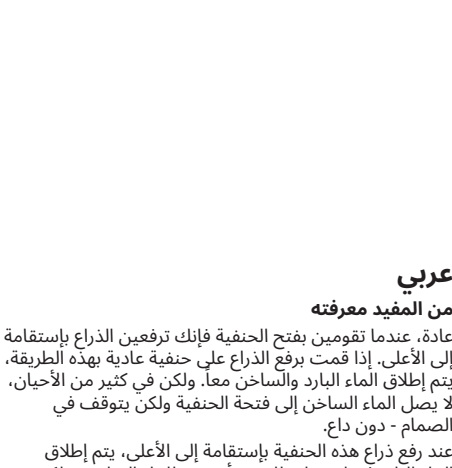 عربي
من المفيد معرفته
عادة، عندما تقومين بفتح الحنفية فإنك ترفعين الذراع بإستقامة
إلى الأعلى. إذا قمت برفع الذراع على حنفية عادية بهذه الطريقة،
يتم إطلاق الماء البارد والساخن معاً. ولكن في كثير من الأحيان،
لا يصل الماء الساخن إلى فتحة الحنفية ولكن يتوقف في
الصمام - دون داع.
عند رفع ذراع هذه الحنفية بإستقامة إلى الأعلى، يتم إطلاق